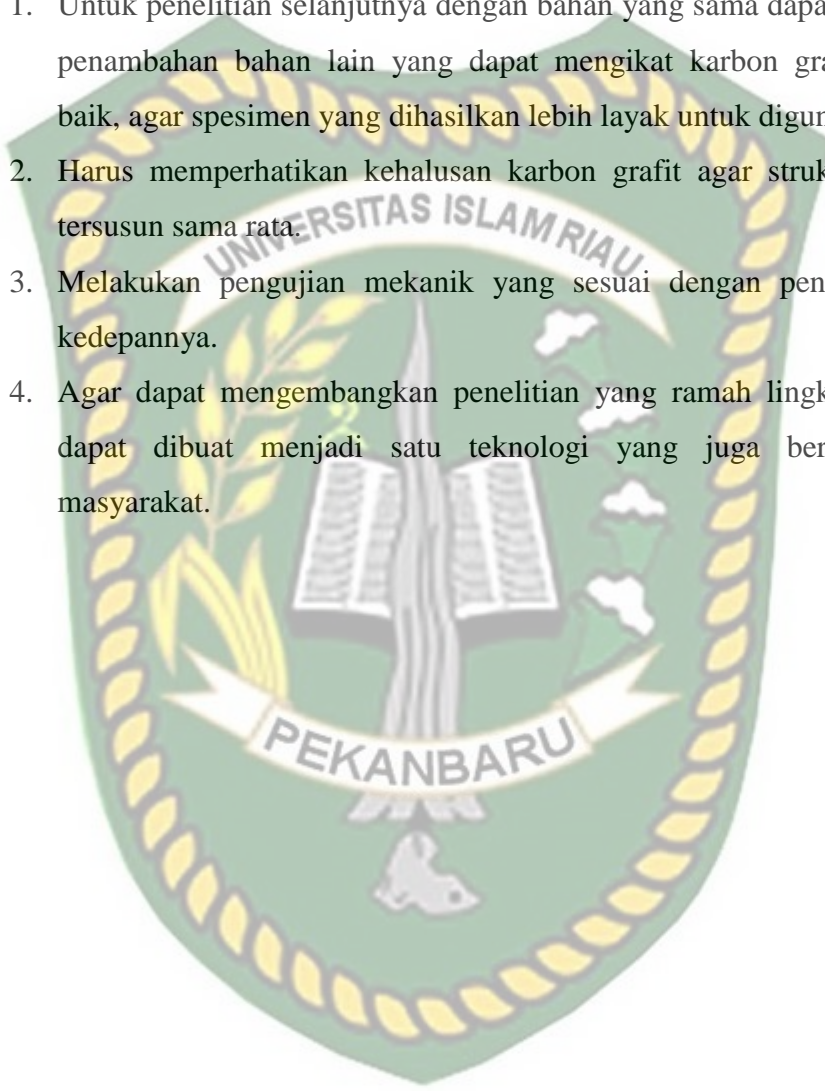 1. Untuk penelitian selanjutnya dengan bahan yang sama dapa
penambahan bahan lain yang dapat mengikat karbon gra
baik, agar spesimen yang dihasilkan lebih layak untuk digun
2. Harus memperhatikan kehalusan karbon grafit agar struk
tersusun sama rata.
3. Melakukan pengujian mekanik yang sesuai dengan pen
kedepannya.
4. Agar dapat mengembangkan penelitian yang ramah lingk
dapat dibuat menjadi satu teknologi yang juga ber
masyarakat.
UNIVERSITAS ISLAM RIAU
PEKANBARU